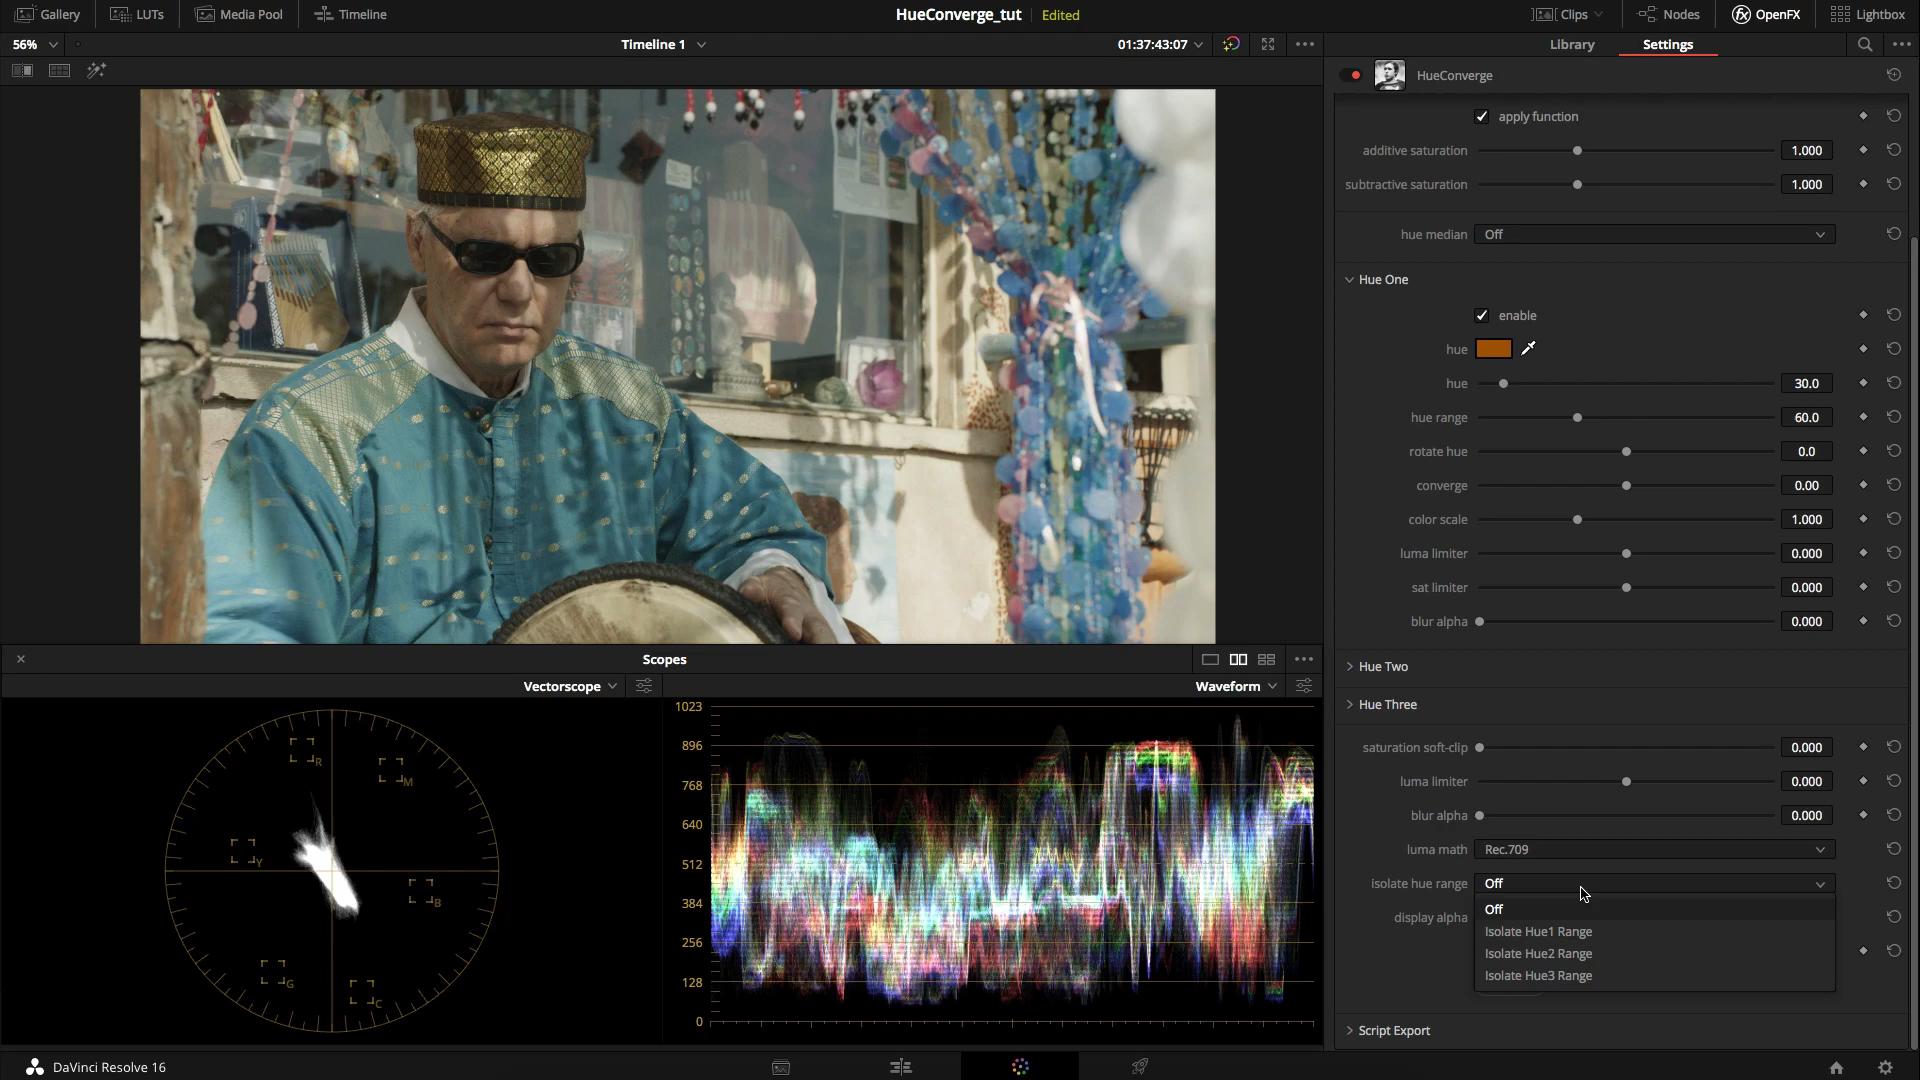 Gallery LUTs Media Pool Timeline HueConverge_tut Edited Clips Nodes OpenFX Lightbox
56% Timeline 1 01:37:43:07 Library Settings
HueConverge
apply function
additive saturation 1.000
subtractive saturation 1.000
hue median Off
Hue One
enable
hue
hue 30.0
hue range 60.0
rotate hue 0.0
converge 0.00
color scale 1.000
luma limiter 0.000
sat limiter 0.000
blur alpha 0.000
Hue Two
Hue Three
saturation soft-clip 0.000
luma limiter 0.000
blur alpha 0.000
luma math Rec.709
isolate hue range Off
display alpha
Off
Isolate Hue1 Range
Isolate Hue2 Range
Isolate Hue3 Range
Script Export
Scopes
Vectorscope Waveform
R
M
Y
B
G
C
1023
896
768
640
512
384
256
128
0
DaVinci Resolve 16